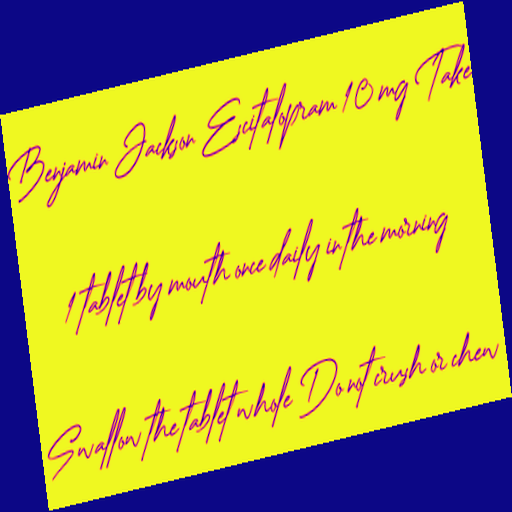 Benjamin Jackson Escitalopram 10 mg Take
1 tablet by mouth once daily in the morning
Swallow the tablet whole Do not crush or chew